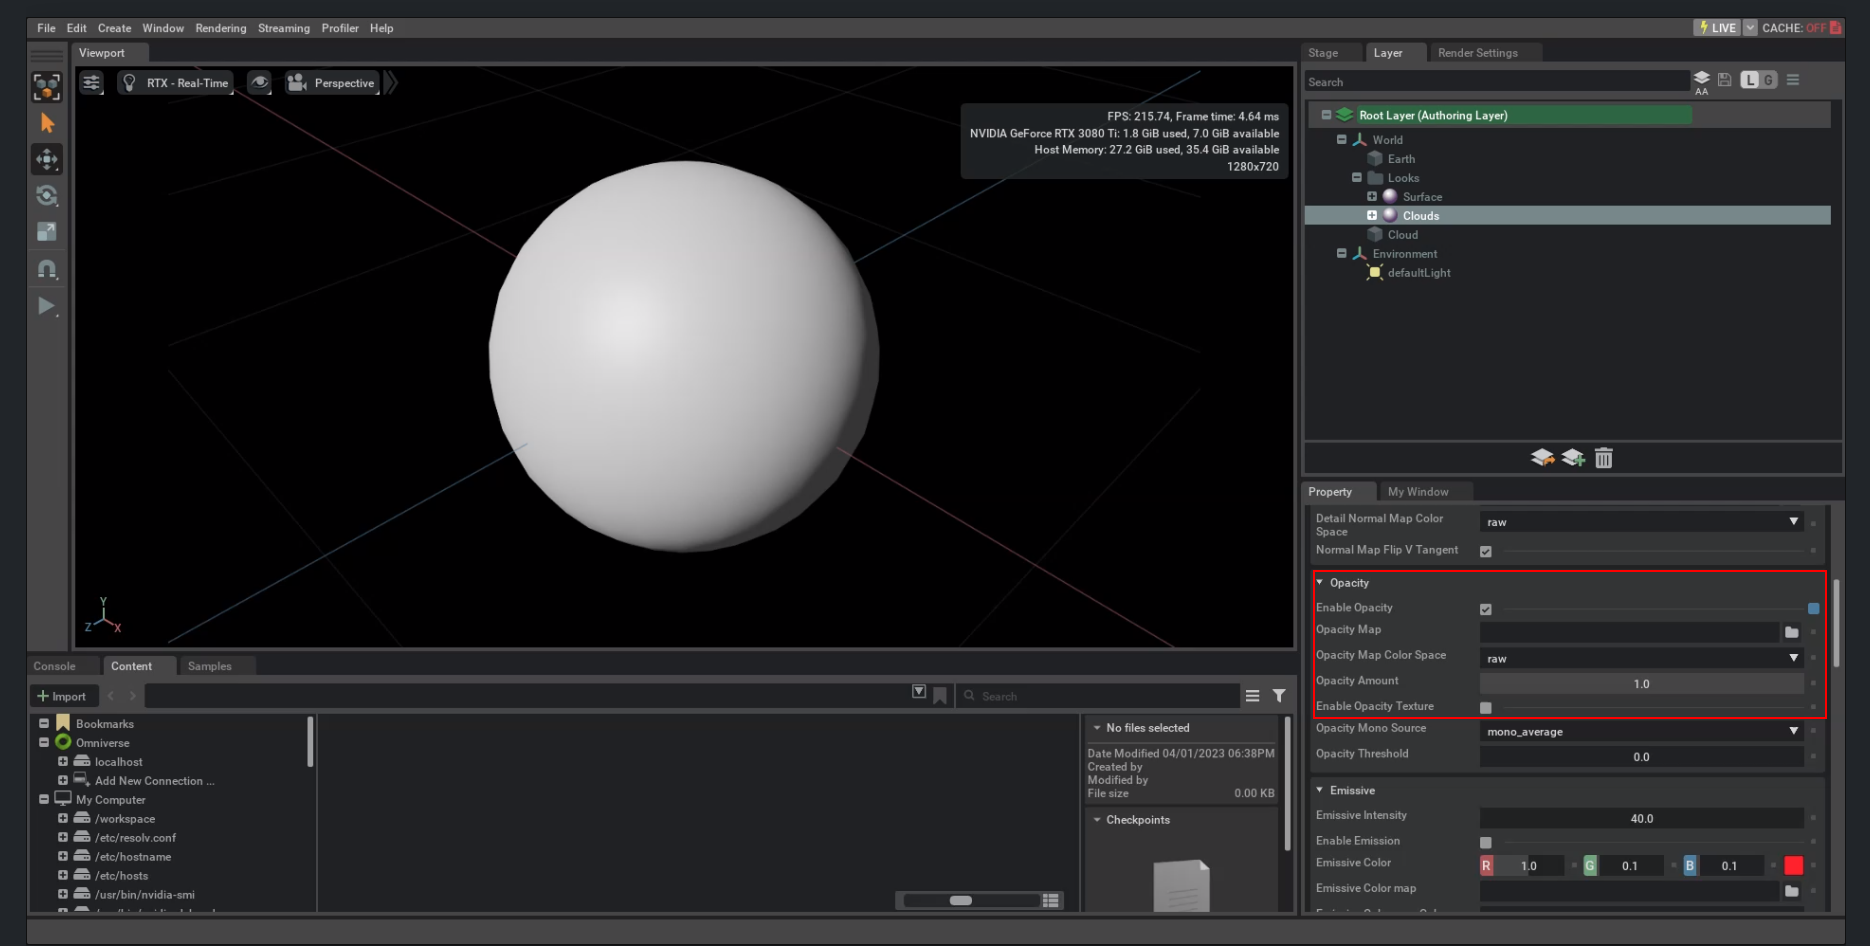 File Edit Create Window Rendering Streaming Profiler Help
LIVE CACHE: OFF
Viewport
RTX - Real-Time Perspective
FPS: 215.74, Frame time: 4.64 ms
NVIDIA GeForce RTX 3080 Ti: 1.8 GiB used, 7.0 GiB available
Host Memory: 27.2 GiB used, 35.4 GiB available
1280x720
Y
Z X
Stage Layer Render Settings
Search
AA
L G
Root Layer (Authoring Layer)
World
Earth
Looks
Surface
Clouds
Cloud
Environment
defaultLight
Property My Window
Detail Normal Map Color
Space
raw
Normal Map Flip V Tangent
Opacity
Enable Opacity
Opacity Map
Opacity Map Color Space raw
Opacity Amount 1.0
Enable Opacity Texture
Opacity Mono Source mono_average
Opacity Threshold 0.0
Emissive
Emissive Intensity 40.0
Enable Emission
Emissive Color R 1.0 G 0.1 B 0.1
Emissive Color map
Console Content Samples
+ Import
Search
Bookmarks
Omniverse
localhost
Add New Connection ...
My Computer
/workspace
/etc/resolv.conf
/etc/hostname
/etc/hosts
/usr/bin/nvidia-smi
No files selected
Date Modified 04/01/2023 06:38PM
Created by
Modified by
File size 0.00 KB
Checkpoints